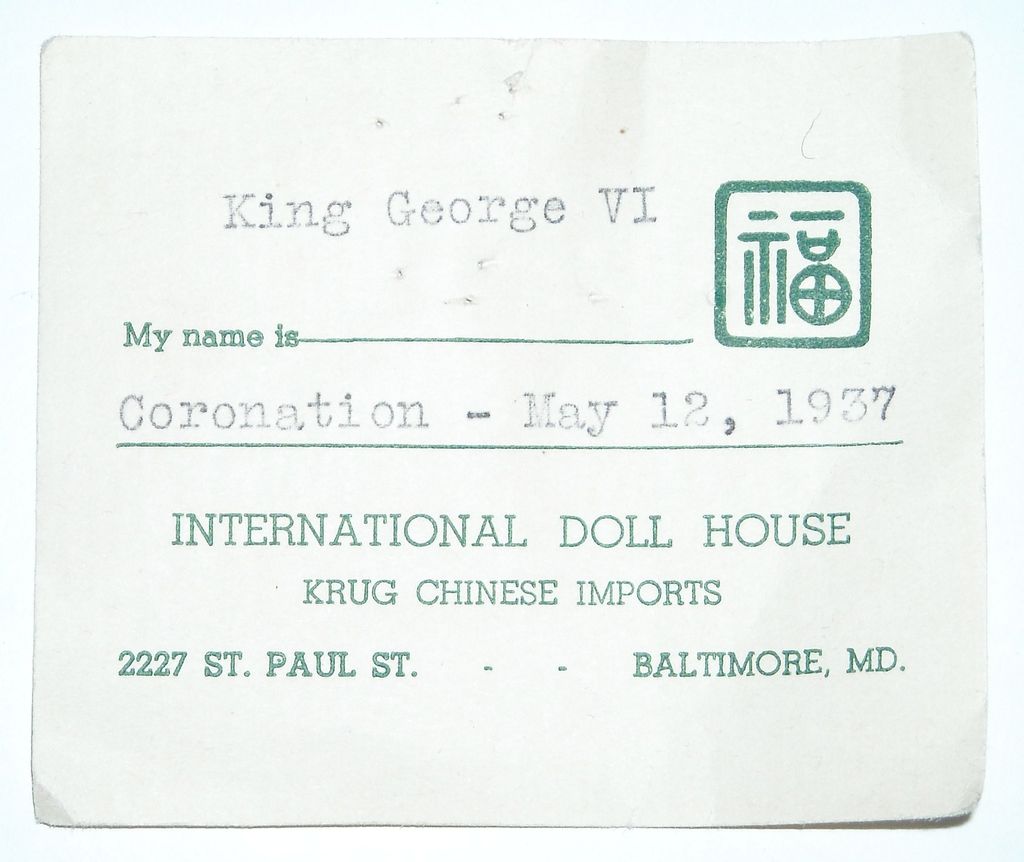 King George VI
福
My name is
Coronation - May 12, 1937
INTERNATIONAL DOLL HOUSE
KRUG CHINESE IMPORTS
2227 ST. PAUL ST. - - BALTIMORE, MD.